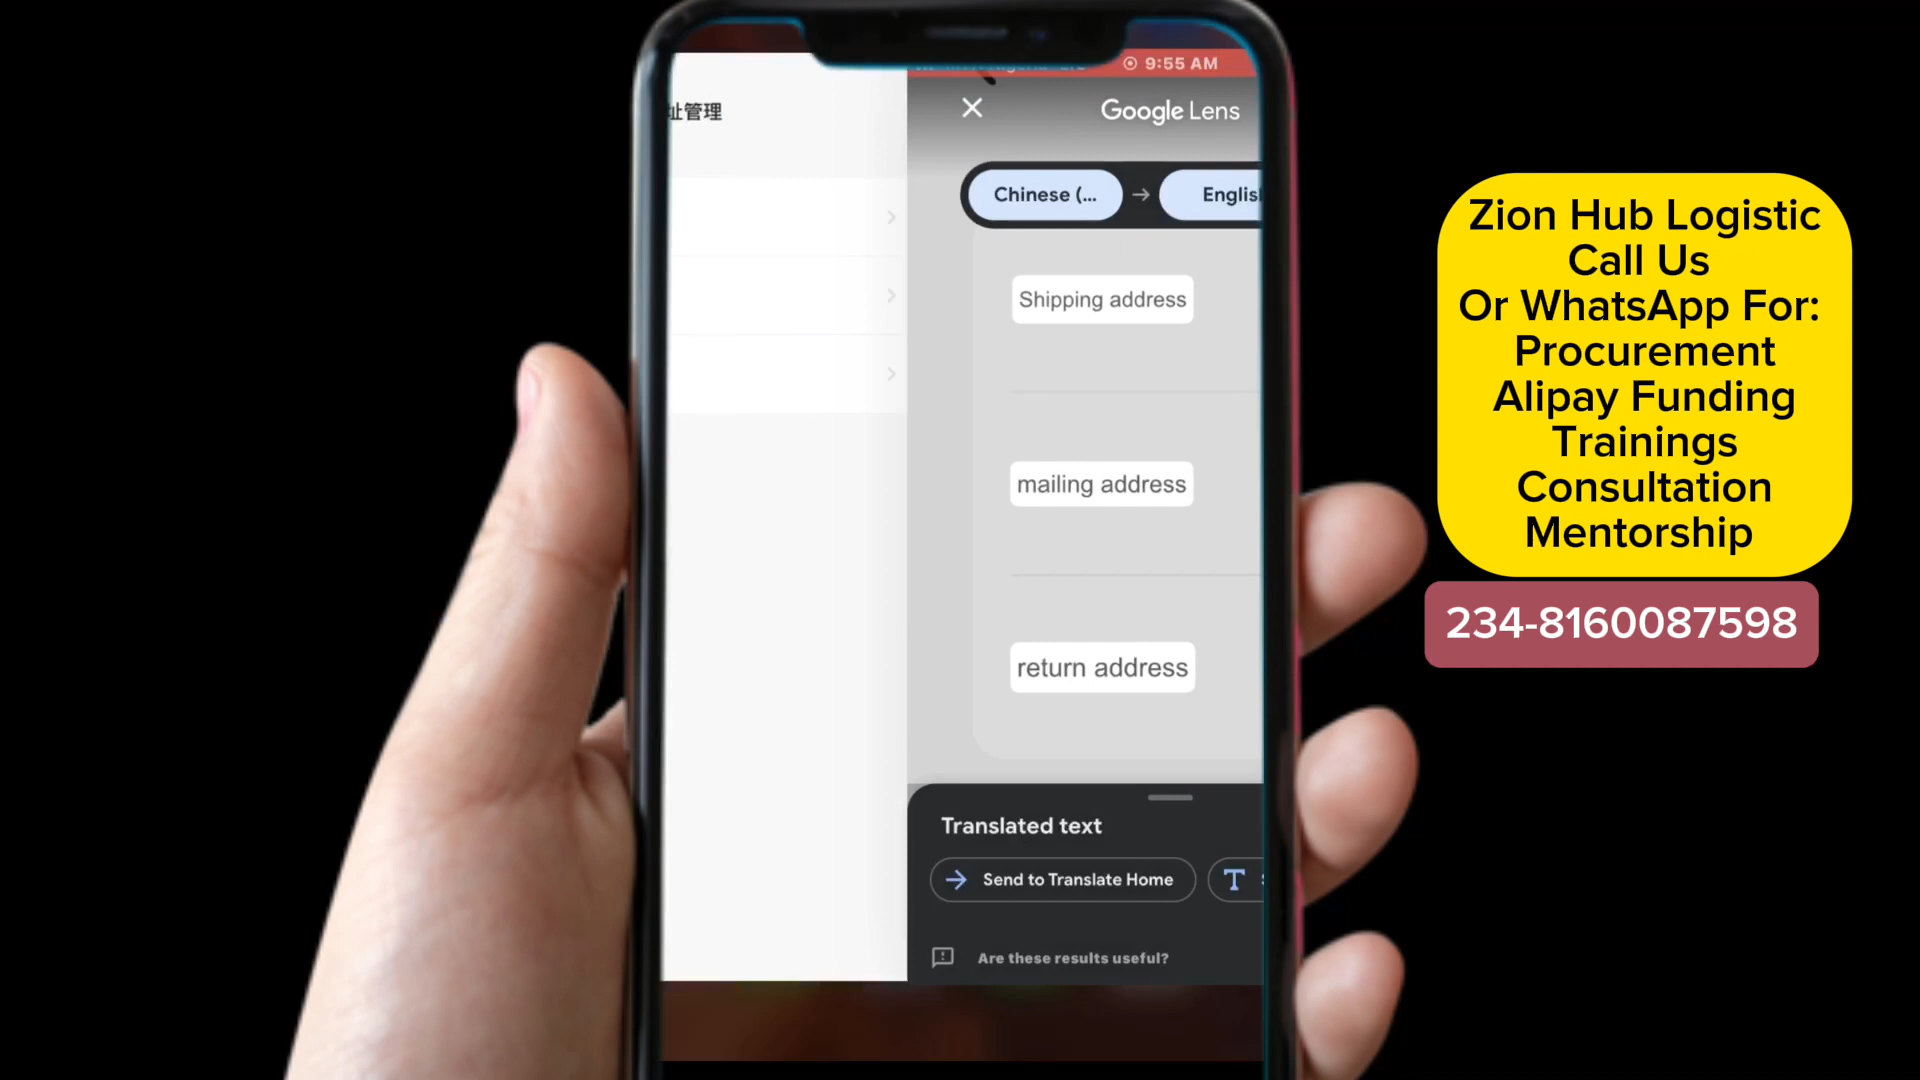 址管理
9:55 AM
Google Lens
Chinese (...
→
Englis
Shipping address
mailing address
return address
Translated text
Send to Translate Home
Are these results useful?
Zion Hub Logistic
Call Us
Or WhatsApp For:
Procurement
Alipay Funding
Trainings
Consultation
Mentorship
234-8160087598